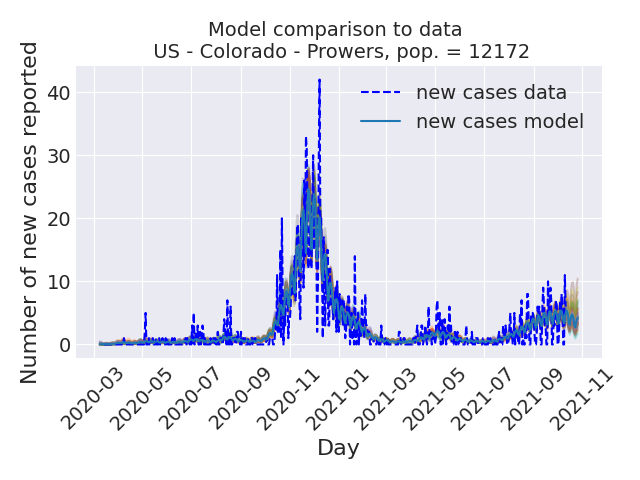 Model comparison to data
US - Colorado - Prowers, pop. = 12172
Number of new cases reported
40
30
20
10
0
new cases data
new cases model
2020-03
2020-05
2020-07
2020-09
2020-11
2021-01
2021-03
2021-05
2021-07
2021-09
2021-11
Day